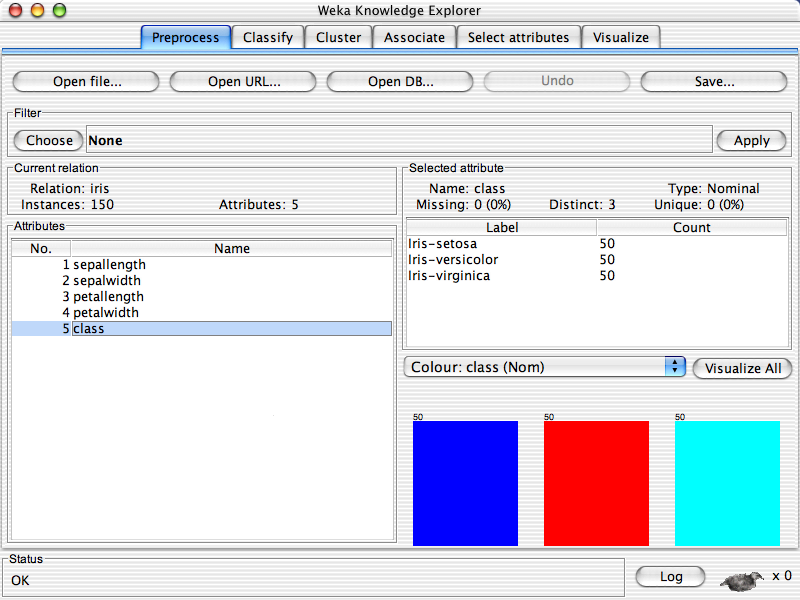 Weka Knowledge Explorer
Preprocess Classify Cluster Associate Select attributes Visualize
Open file... Open URL... Open DB... Undo Save...
Filter
Choose None Apply
Current relation
Relation: iris
Instances: 150 Attributes: 5
Attributes
No. Name
1 sepallength
2 sepalwidth
3 petallength
4 petalwidth
5 class
Selected attribute
Name: class Type: Nominal
Missing: 0 (0%) Distinct: 3 Unique: 0 (0%)
Label Count
Iris-setosa 50
Iris-versicolor 50
Iris-virginica 50
Colour: class (Nom) Visualize All
50 50 50
Status
OK
Log x 0